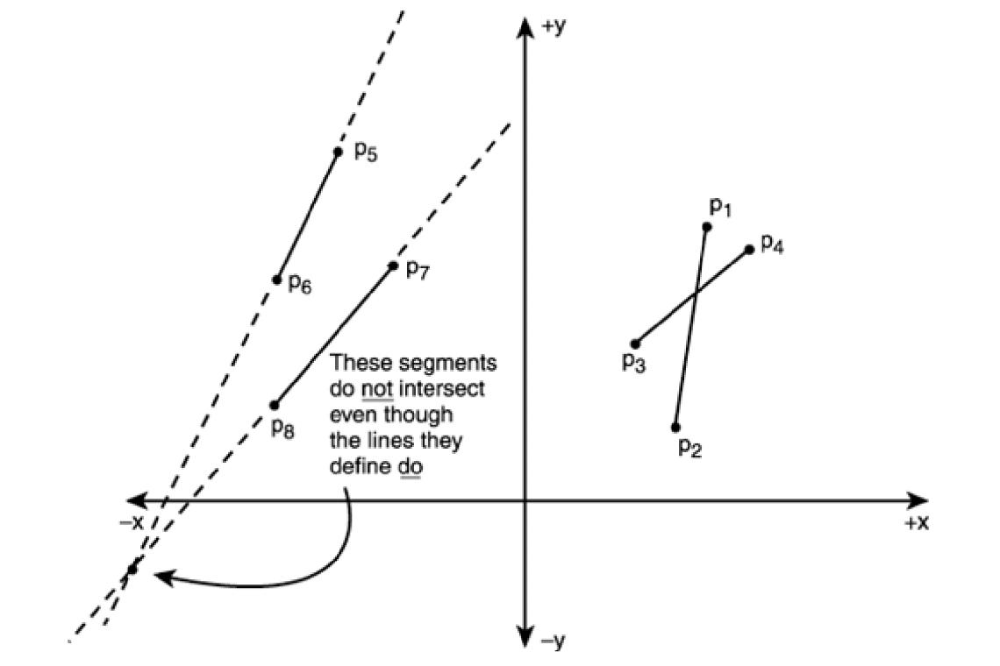 +y
p5
p1
p4
p7
p6
p3
These segments
do not intersect
even though
the lines they
define do
p8
p2
–x
+x
–y